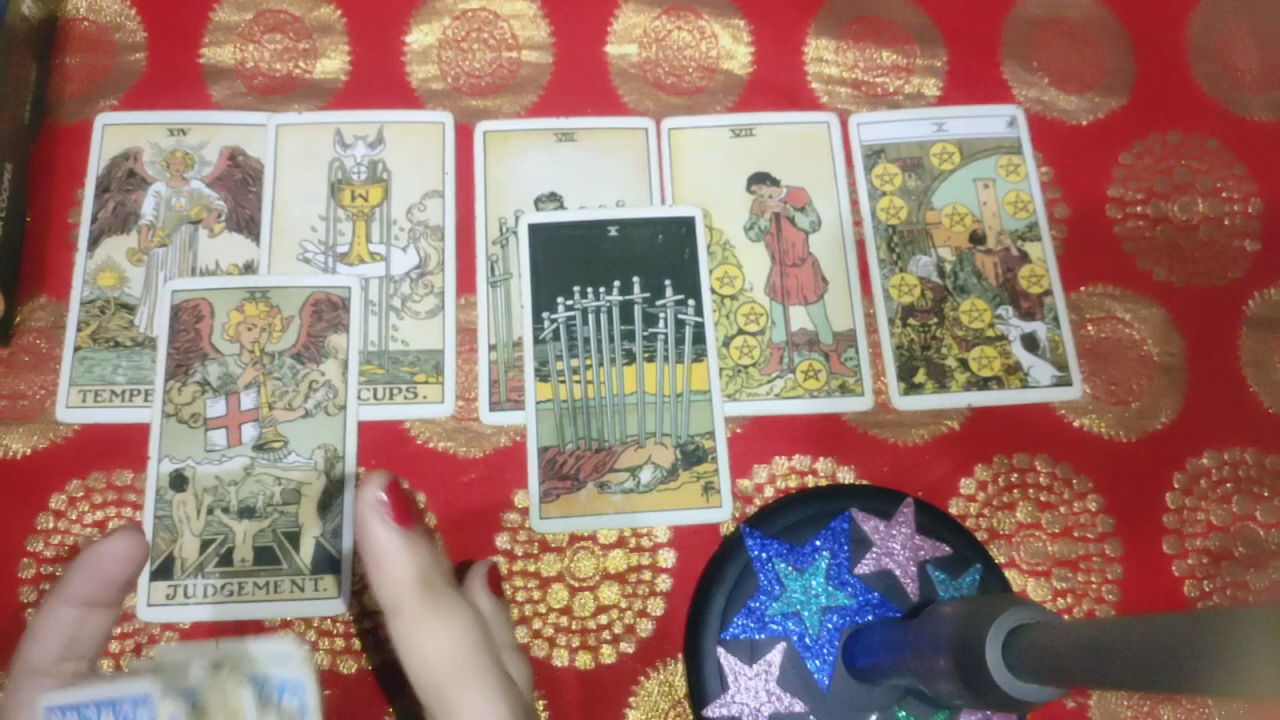 XIV
VIII
VII
X
X
TEMPE
CUPS.
JUDGEMENT.